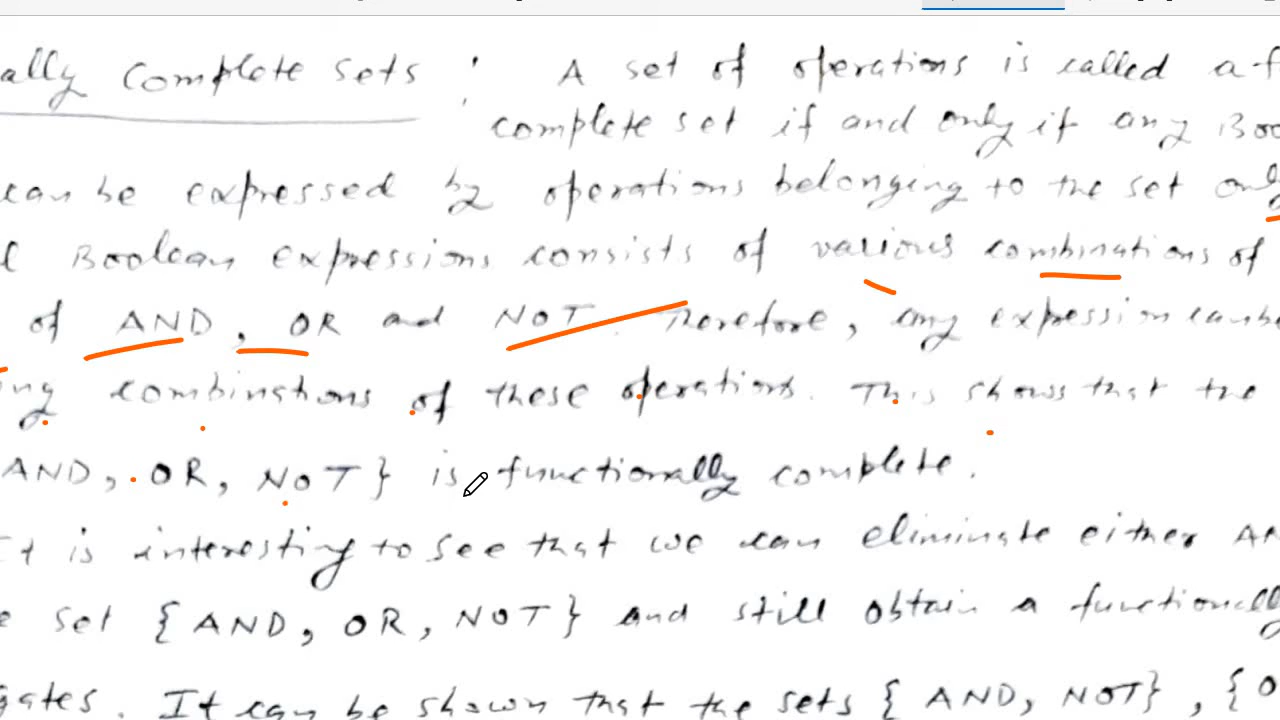 ally complete sets : A set of operations is called a f
complete set if and only if any Boo
can be expressed by operations belonging to the set only
l Boolean expressions consists of various combinations of
of AND, OR and NOT. Therefore, any expression can be
ing combinations of these operations. This shows that the
AND, OR, NOT} is functionally complete.
It is interesting to see that we can eliminate either AN
e set {AND, OR, NOT} and still obtain a functionally
gates. It can be shown that the sets {AND, NOT}, {O